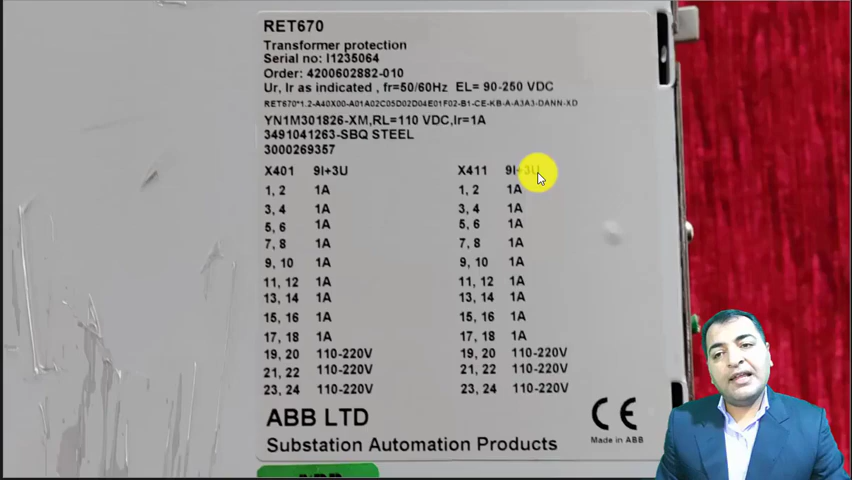 RET670
Transformer protection
Serial no: I1235064
Order: 4200602882-010
Ur, Ir as indicated , fr=50/60Hz EL= 90-250 VDC
RET670*1.2-A40X00-A01A02C05D02D04E01F02-B1-CE-KB-A-A3A3-DANN-XD
YN1M301826-XM,RL=110 VDC,Ir=1A
3491041263-SBQ STEEL
3000269357
X401 9I+3U X411 9I+3U
1, 2 1A 1, 2 1A
3, 4 1A 3, 4 1A
5, 6 1A 5, 6 1A
7, 8 1A 7, 8 1A
9, 10 1A 9, 10 1A
11, 12 1A 11, 12 1A
13, 14 1A 13, 14 1A
15, 16 1A 15, 16 1A
17, 18 1A 17, 18 1A
19, 20 110-220V 19, 20 110-220V
21, 22 110-220V 21, 22 110-220V
23, 24 110-220V 23, 24 110-220V
ABB LTD
Substation Automation Products
CE
Made in ABB